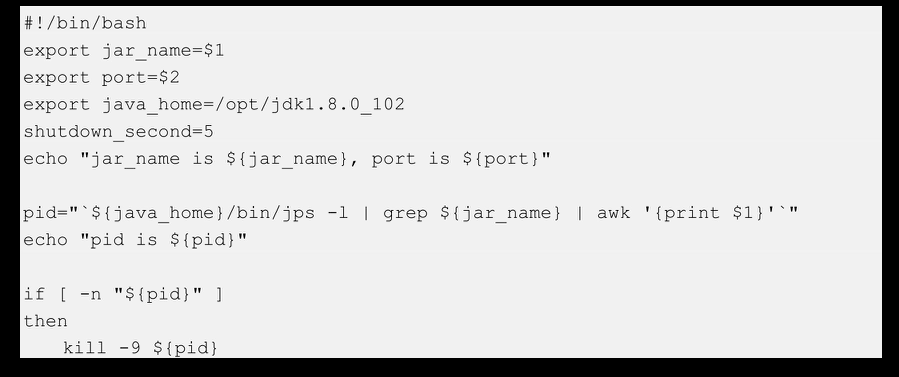 #!/bin/bash
export jar_name=$1
export port=$2
export java_home=/opt/jdk1.8.0_102
shutdown_second=5
echo "jar_name is ${jar_name}, port is ${port}"
pid="`${java_home}/bin/jps -l | grep ${jar_name} | awk '{print $1}'`"
echo "pid is ${pid}"
if [ -n "${pid}" ]
then
    kill -9 ${pid}